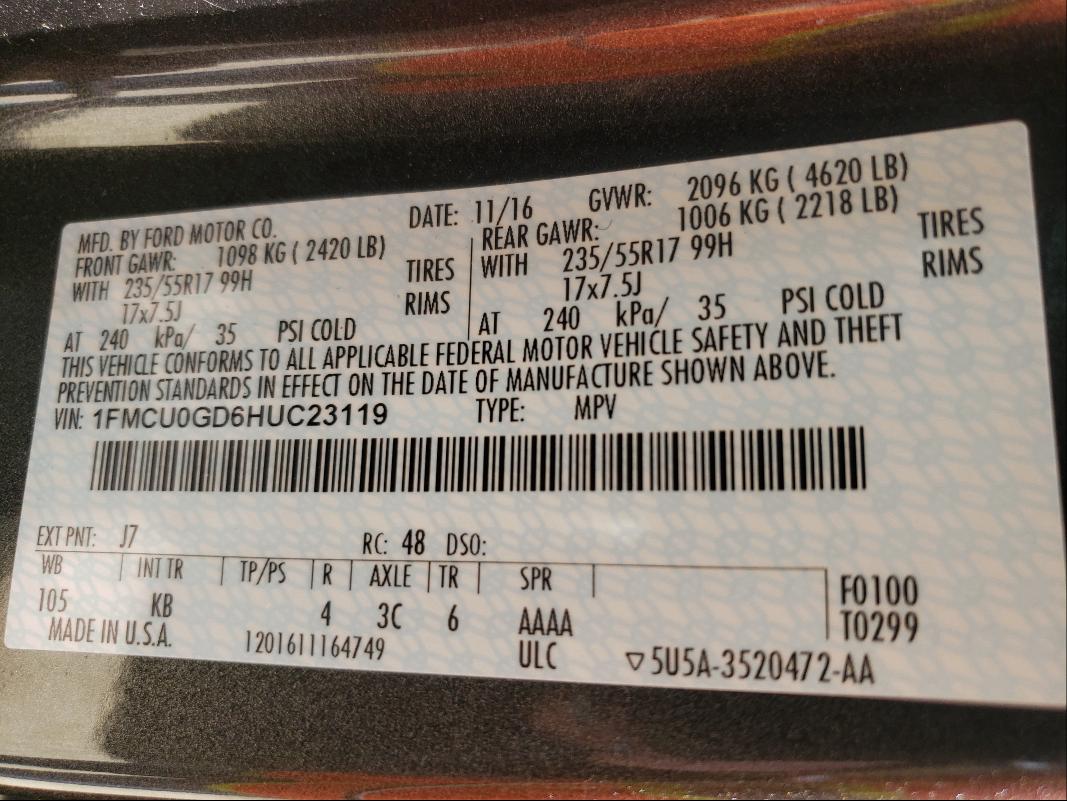 MFD. BY FORD MOTOR CO.
DATE: 11/16 GVWR: 2096 KG ( 4620 LB)
FRONT GAWR: 1098 KG ( 2420 LB)
WITH 235/55R17 99H TIRES
17x7.5J RIMS
AT 240 kPa/ 35 PSI COLD
REAR GAWR: 1006 KG ( 2218 LB)
WITH 235/55R17 99H TIRES
17x7.5J RIMS
AT 240 kPa/ 35 PSI COLD
THIS VEHICLE CONFORMS TO ALL APPLICABLE FEDERAL MOTOR VEHICLE SAFETY AND THEFT
PREVENTION STANDARDS IN EFFECT ON THE DATE OF MANUFACTURE SHOWN ABOVE.
VIN: 1FMCU0GD6HUC23119 TYPE: MPV
EXT PNT: J7 RC: 48 DSO:
WB INT TR TP/PS R AXLE TR SPR
105 KB 4 3C 6 AAAA
F0100
T0299
MADE IN U.S.A. 1201611164749 ULC ▽5U5A-3520472-AA